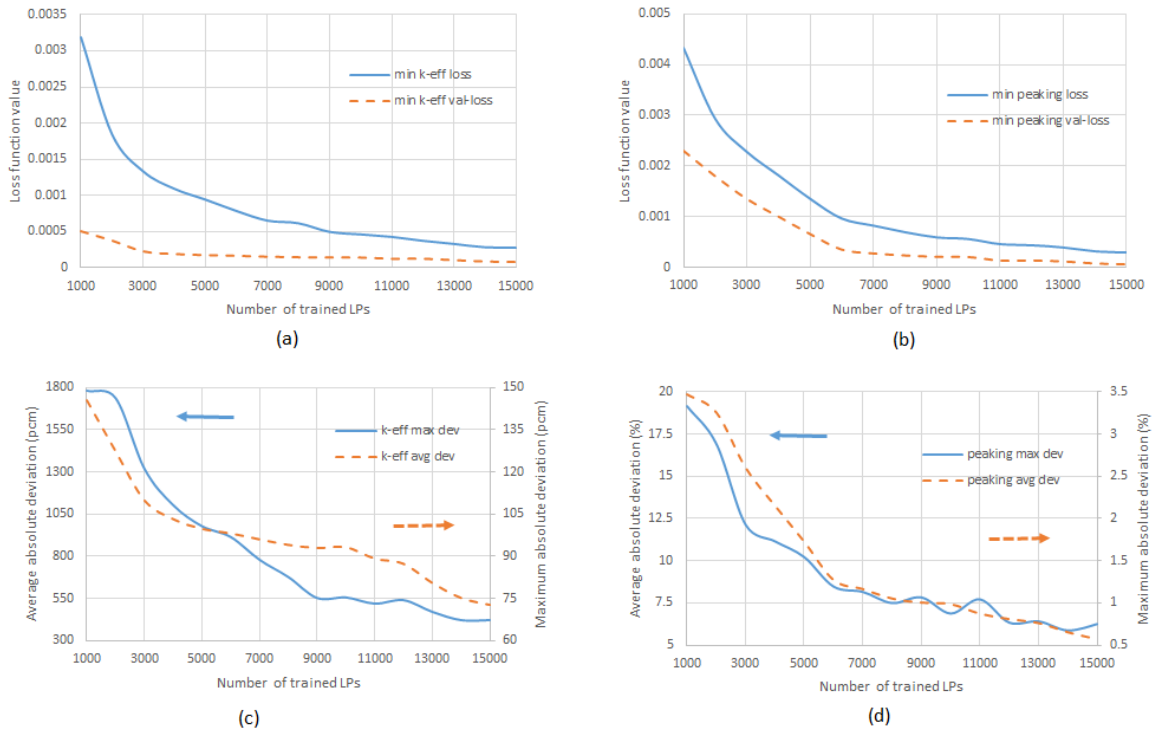 0.0035
0.003
0.0025
0.002
0.0015
0.001
0.0005
0
Loss function value
min k-eff loss
min k-eff val-loss
1000 3000 5000 7000 9000 11000 13000 15000
Number of trained LPs
(a)
0.005
0.004
0.003
0.002
0.001
0
Loss function value
min peaking loss
min peaking val-loss
1000 3000 5000 7000 9000 11000 13000 15000
Number of trained LPs
(b)
1800
1550
1300
1050
800
550
300
Average absolute deviation (pcm)
k-eff max dev
k-eff avg dev
150
135
120
105
90
75
60
Maximum absolute deviation (pcm)
1000 3000 5000 7000 9000 11000 13000 15000
Number of trained LPs
(c)
20
17.5
15
12.5
10
7.5
5
Average absolute deviation (%)
peaking max dev
peaking avg dev
3.5
3
2.5
2
1.5
1
0.5
Maximum absolute deviation (%)
1000 3000 5000 7000 9000 11000 13000 15000
Number of trained LPs
(d)